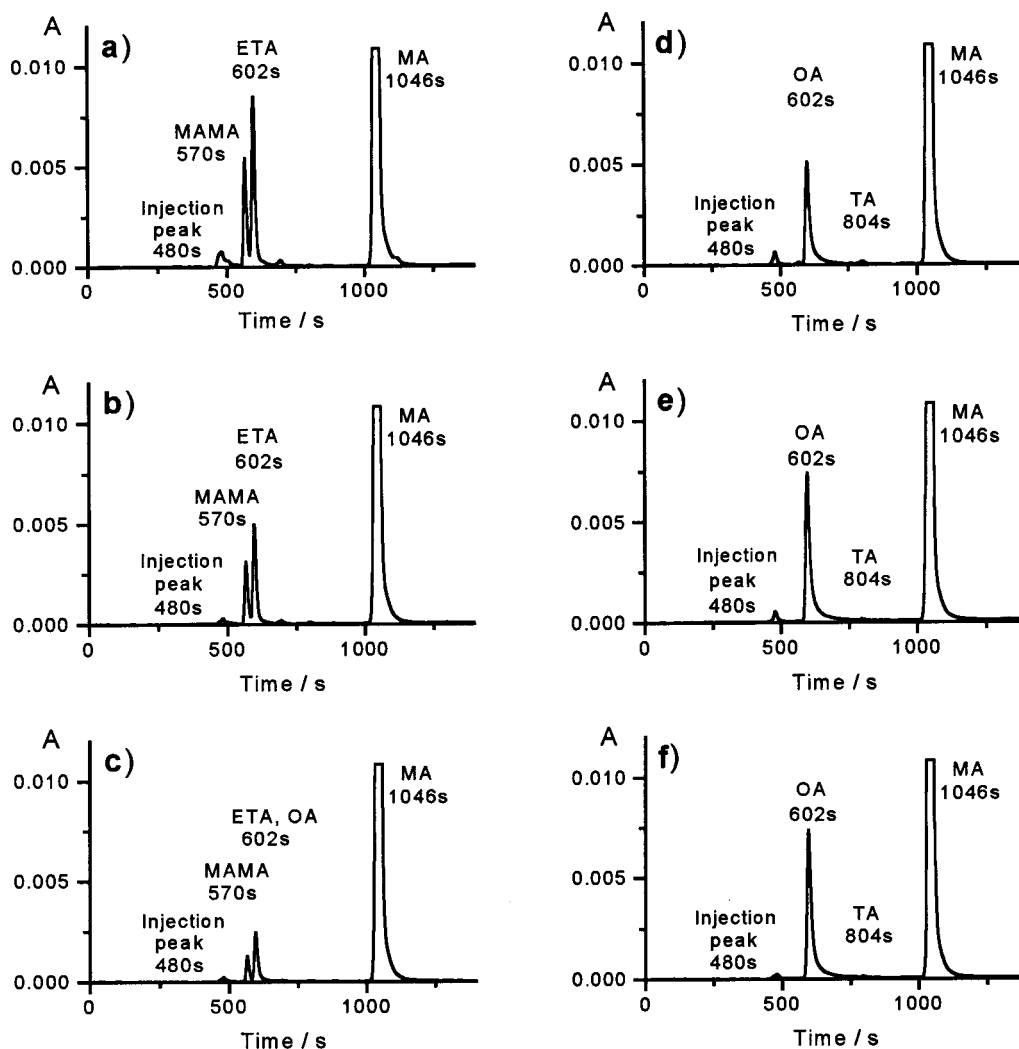 A
a)
ETA
602s
MA
1046s
0.010
MAMA
570s
0.005
Injection
peak
480s
0.000
0
500
1000
Time / s
A
d)
OA
602s
MA
1046s
0.010
0.005
Injection
peak
480s
TA
804s
0.000
0
500
1000
Time / s
A
b)
ETA
602s
MA
1046s
0.010
MAMA
570s
0.005
Injection
peak
480s
0.000
0
500
1000
Time / s
A
e)
OA
602s
MA
1046s
0.010
0.005
Injection
peak
480s
TA
804s
0.000
0
500
1000
Time / s
A
c)
ETA, OA
602s
MA
1046s
0.010
MAMA
570s
0.005
Injection
peak
480s
0.000
0
500
1000
Time / s
A
f)
OA
602s
MA
1046s
0.010
0.005
Injection
peak
480s
TA
804s
0.000
0
500
1000
Time / s